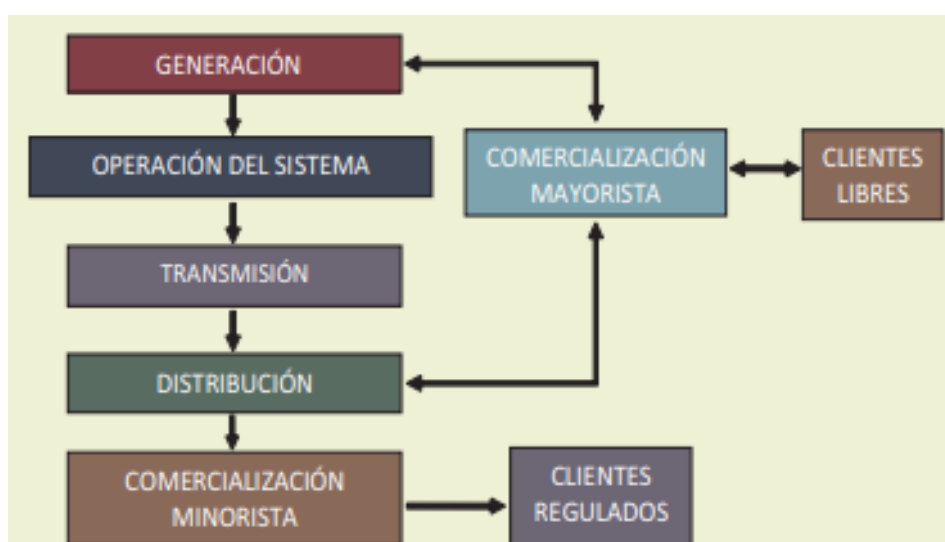 GENERACIÓN
OPERACIÓN DEL SISTEMA
COMERCIALIZACIÓN
MAYORISTA
CLIENTES
LIBRES
TRANSMISIÓN
DISTRIBUCIÓN
COMERCIALIZACIÓN
MINORISTA
CLIENTES
REGULADOS